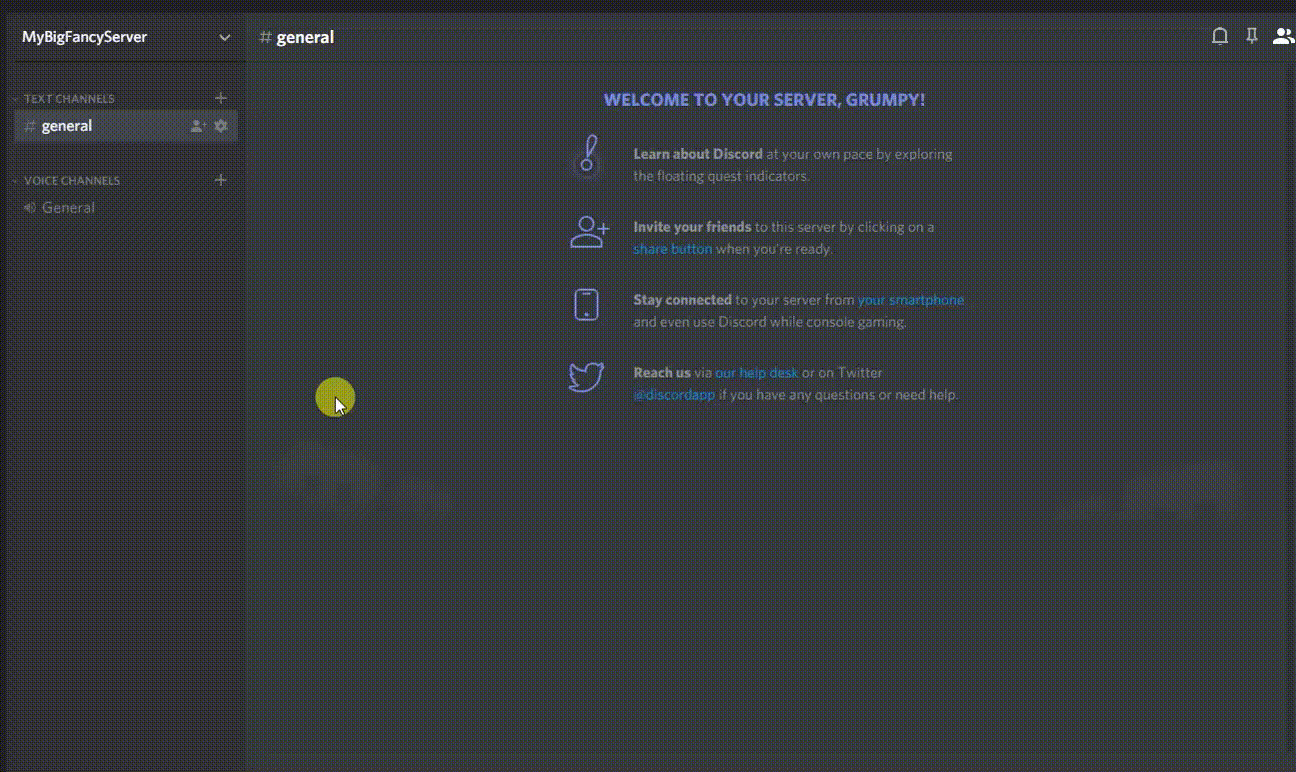 MyBigFancyServer
# general
TEXT CHANNELS
# general
VOICE CHANNELS
General
WELCOME TO YOUR SERVER, GRUMPY!
Learn about Discord at your own pace by exploring
the floating quest indicators.
Invite your friends to this server by clicking on a
share button when you're ready.
Stay connected to your server from your smartphone
and even use Discord while console gaming.
Reach us via our help desk or on Twitter
@discordapp if you have any questions or need help.